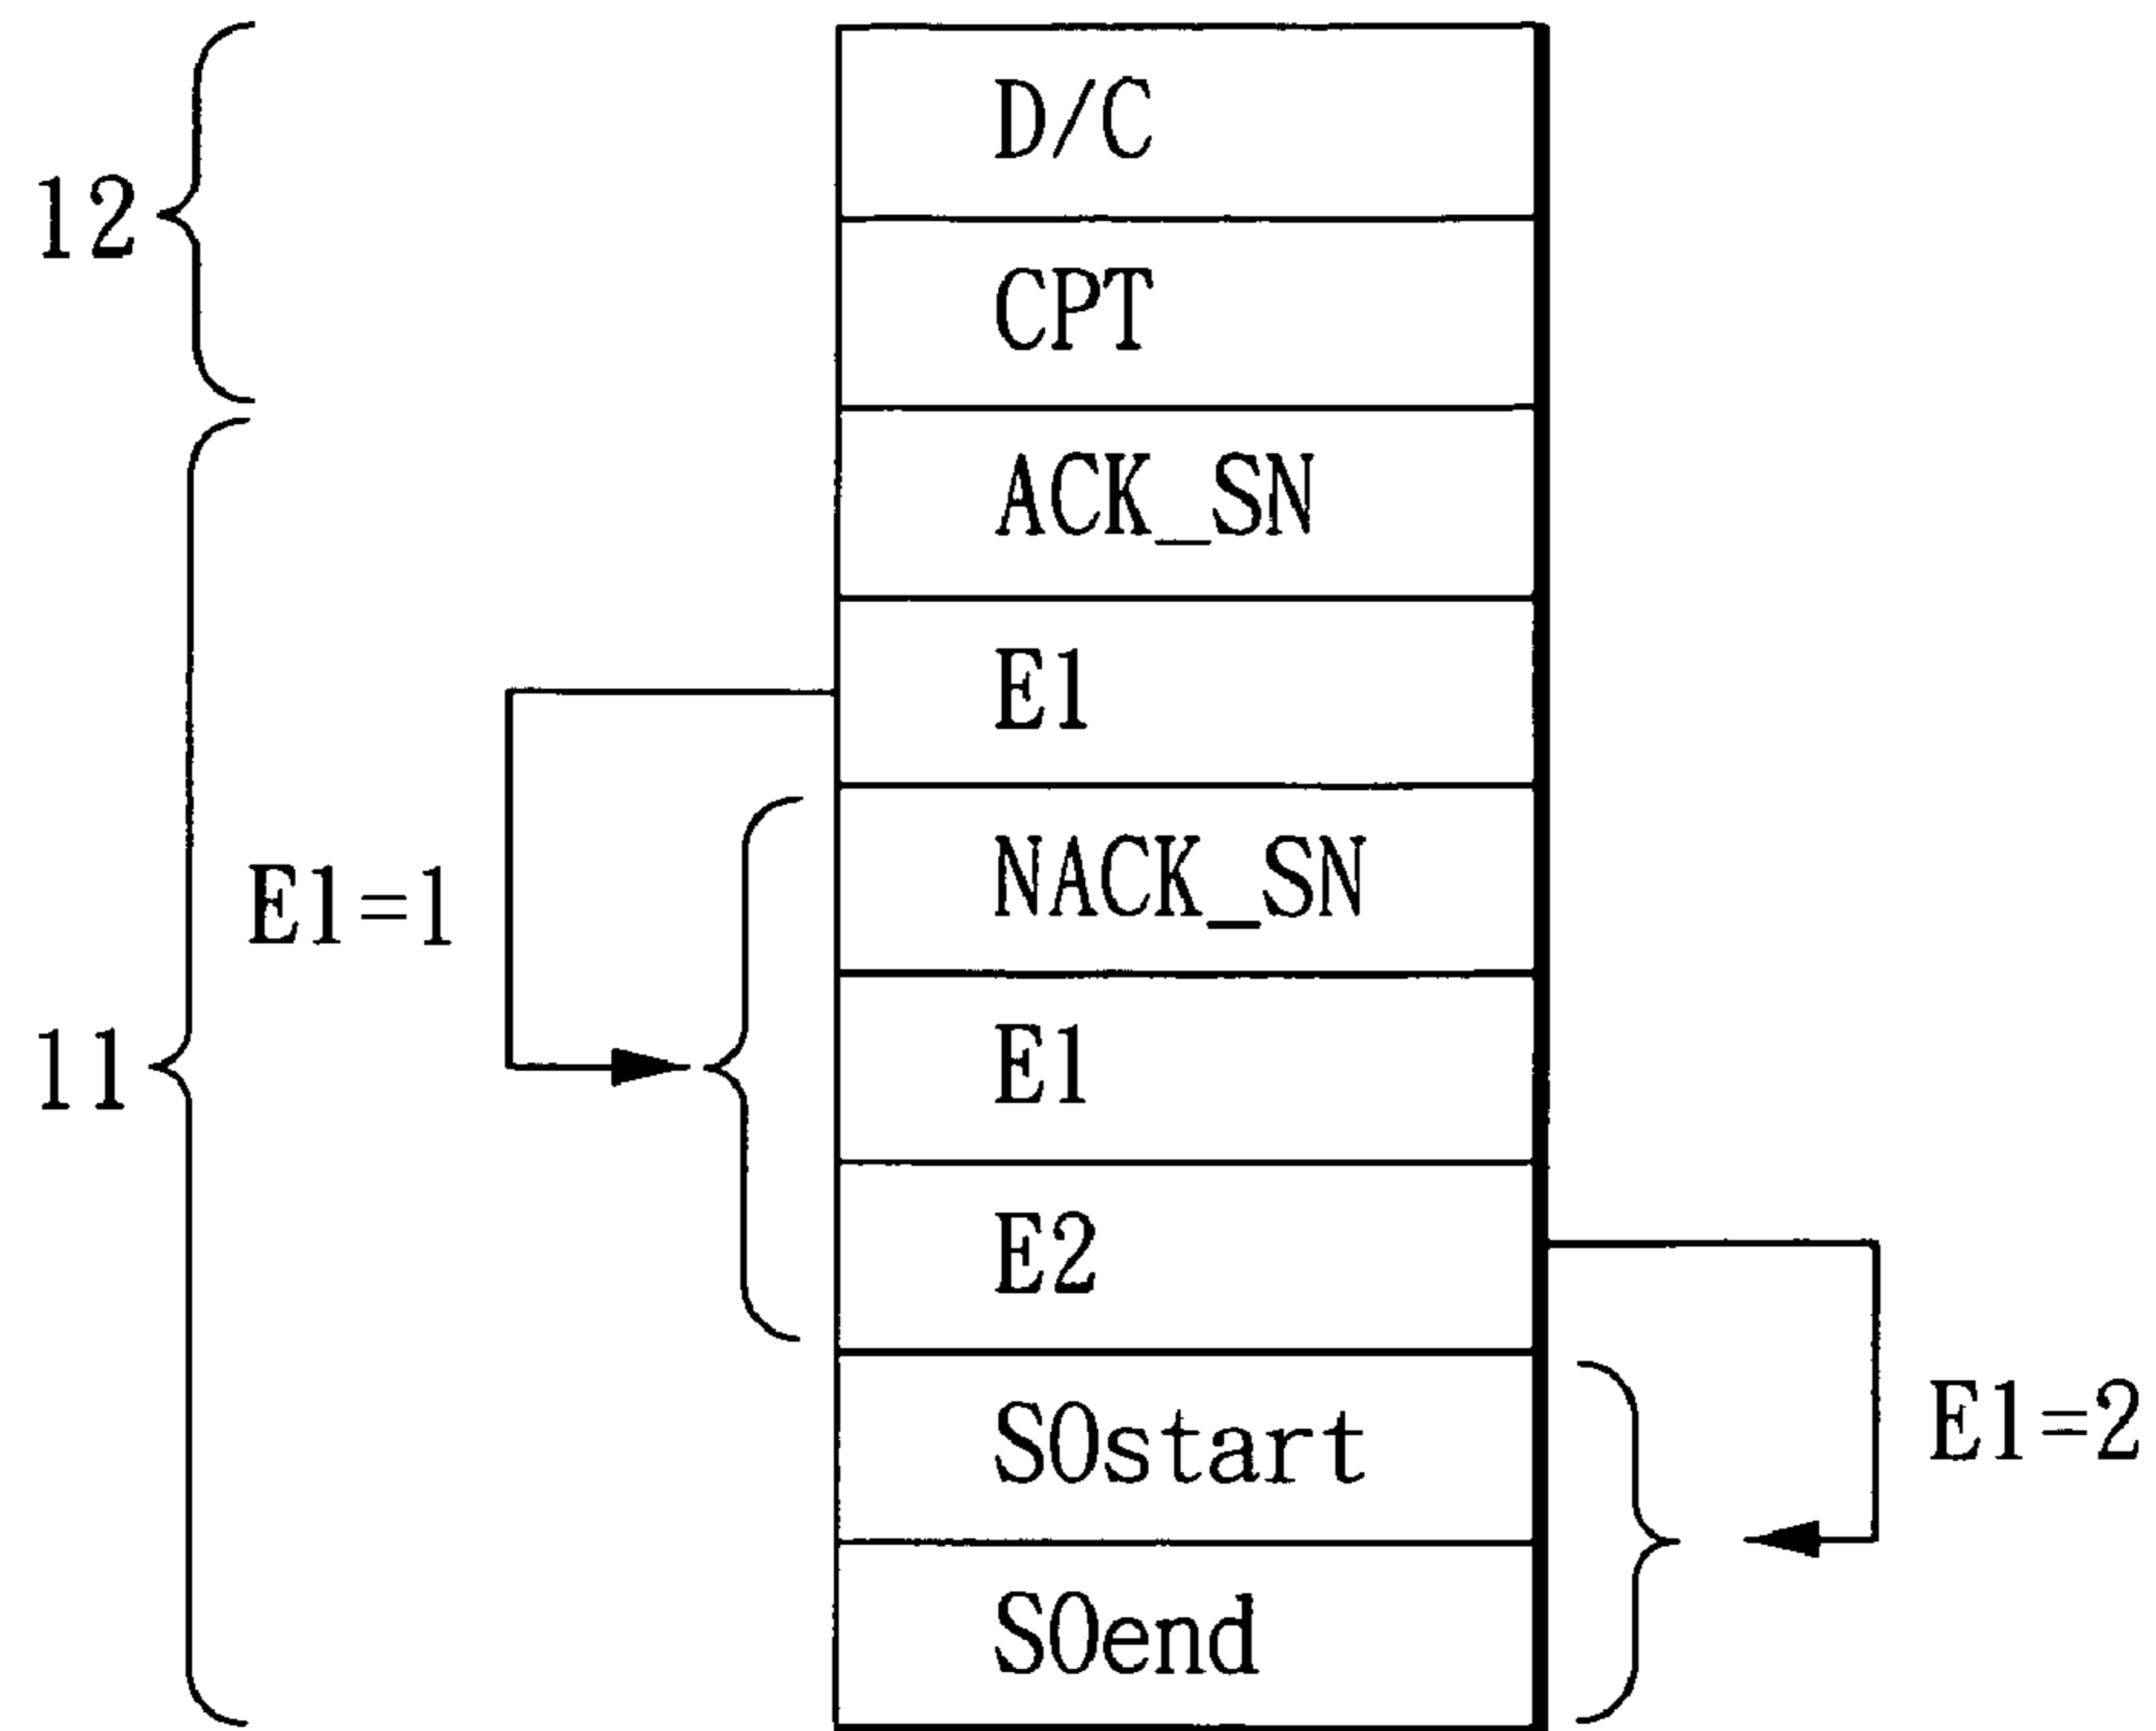 D/C
12
CPT
ACK_SN
E1
NACK_SN
E1=1
E1
11
E2
SOstart
E1=2
SOend